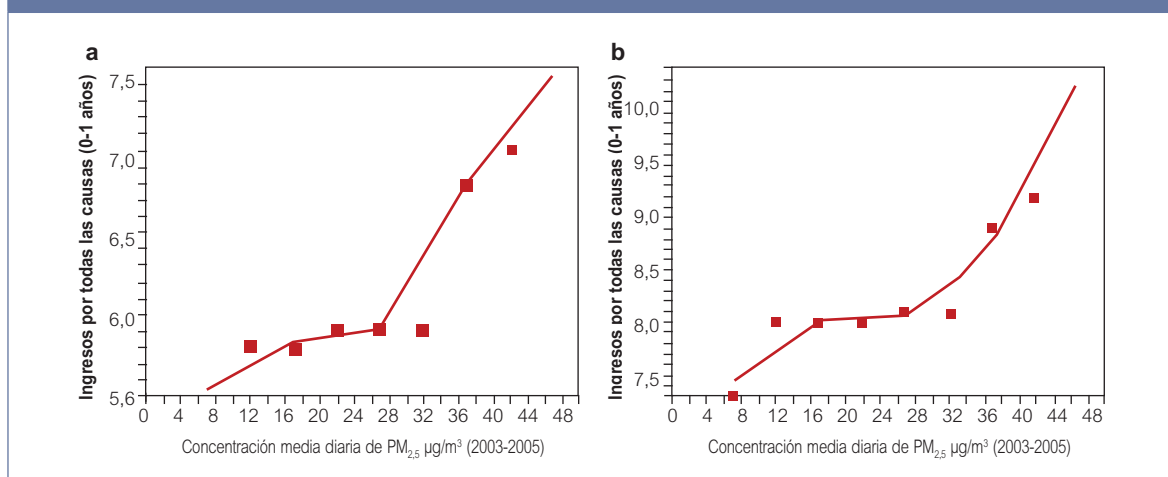 a
Ingresos por todas las causas (0-1 años)
7,5
7,0
6,5
6,0
5,6
0 4 8 12 16 20 24 28 32 36 40 44 48
Concentración media diaria de PM2,5 µg/m³ (2003-2005)
b
Ingresos por todas las causas (0-1 años)
10,0
9,5
9,0
8,5
8,0
7,5
0 4 8 12 16 20 24 28 32 36 40 44 48
Concentración media diaria de PM2,5 µg/m³ (2003-2005)